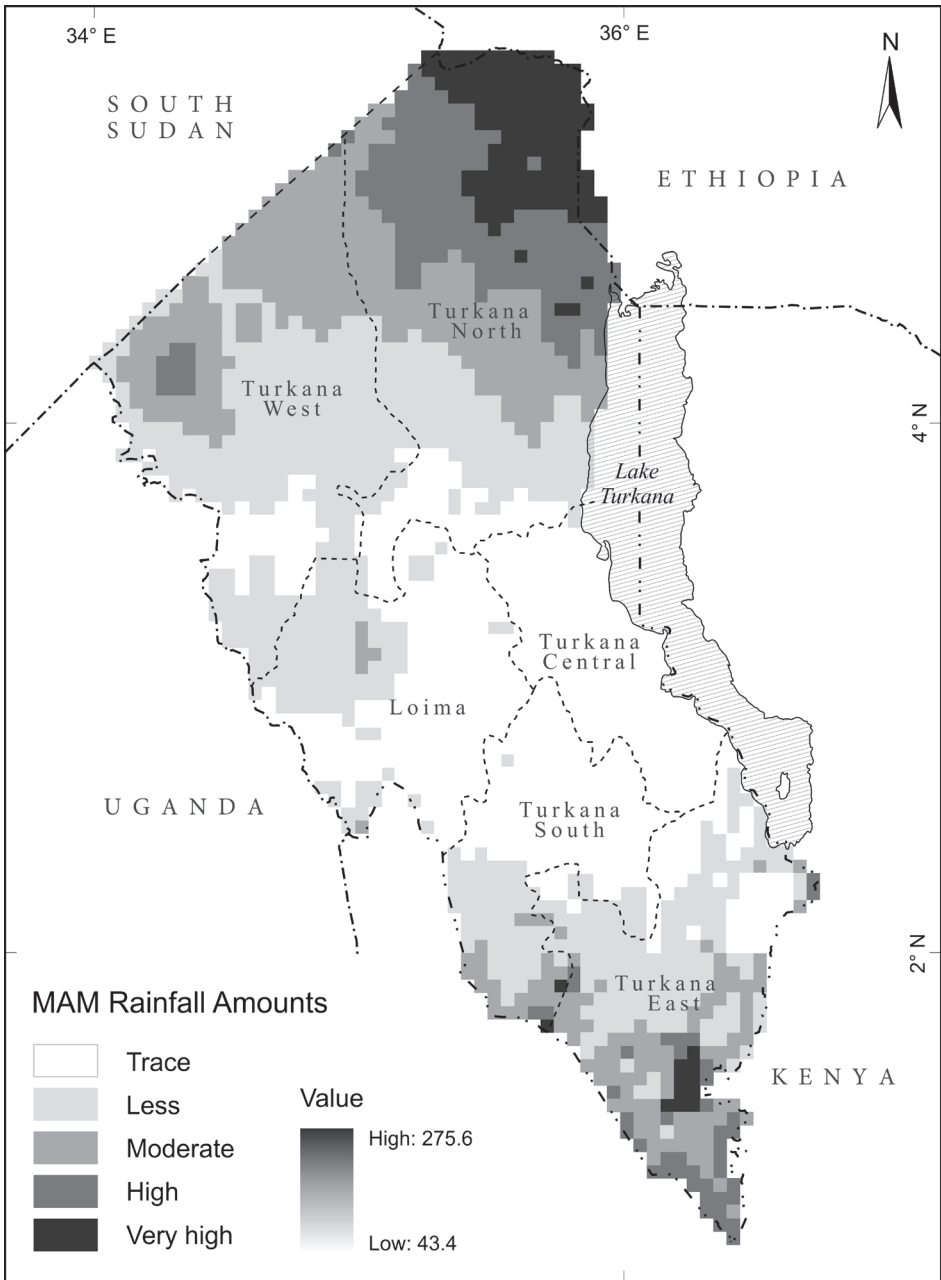 34° E
36° E
N
SOUTH
SUDAN
ETHIOPIA
Turkana
North
Turkana
West
4° N
Lake
Turkana
Turkana
Central
Loima
UGANDA
Turkana
South
2° N
Turkana
East
MAM Rainfall Amounts
Trace
Less
Moderate
High
Very high
Value
High: 275.6
Low: 43.4
KENYA